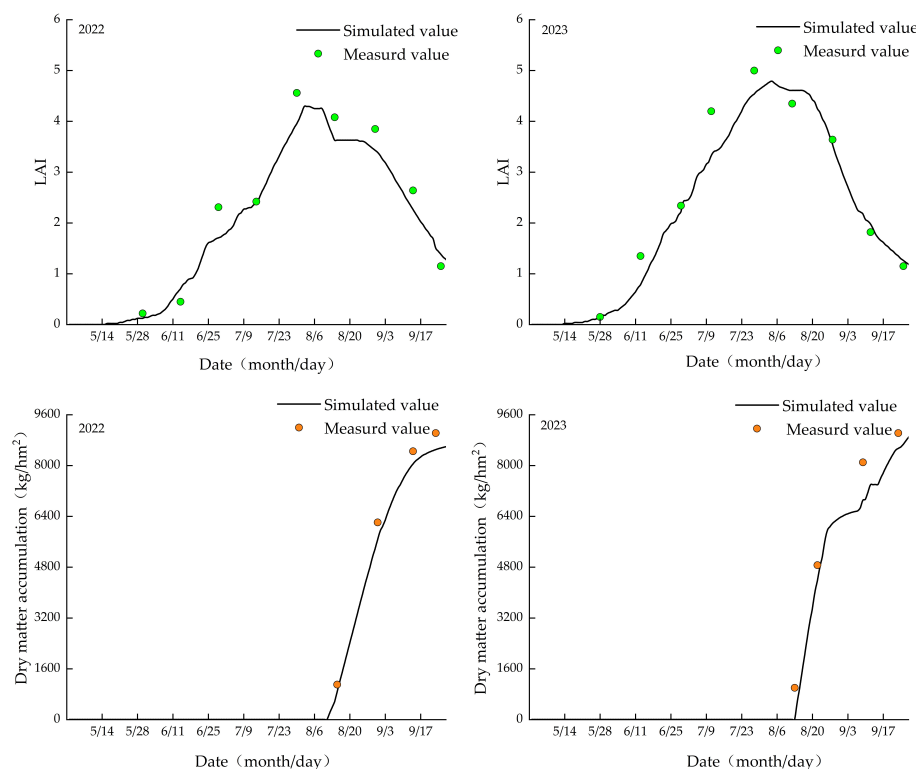 6
5
4
3
2
1
0
LAI
2022
Simulated value
Measurd value
5/14 5/28 6/11 6/25 7/9 7/23 8/6 8/20 9/3 9/17
Date（month/day）
6
5
4
3
2
1
0
LAI
2023
Simulated value
Measurd value
5/14 5/28 6/11 6/25 7/9 7/23 8/6 8/20 9/3 9/17
Date（month/day）
9600
8000
6400
4800
3200
1600
0
Dry matter accumulation（kg/hm²）
2022
Simulated value
Measurd value
5/14 5/28 6/11 6/25 7/9 7/23 8/6 8/20 9/3 9/17
Date（month/day）
9600
8000
6400
4800
3200
1600
0
Dry matter accumulation（kg/hm²）
2023
Simulated value
Measurd value
5/14 5/28 6/11 6/25 7/9 7/23 8/6 8/20 9/3 9/17
Date（month/day）